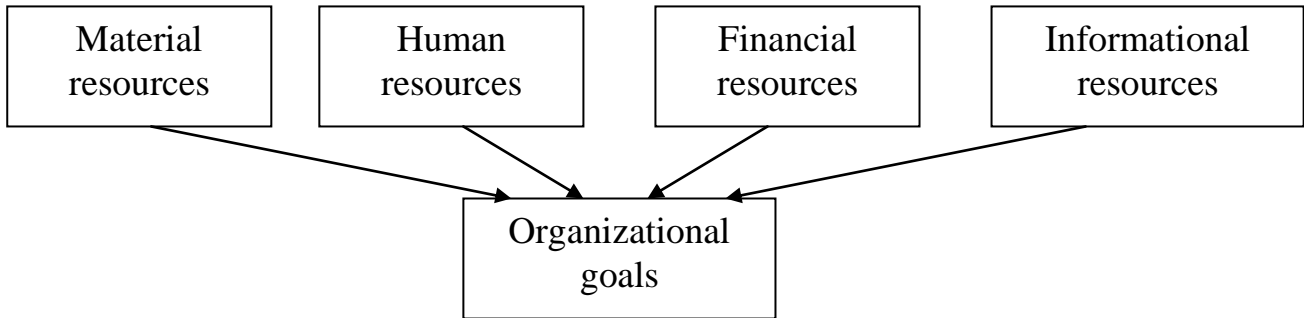 Material
resources
Human
resources
Financial
resources
Informational
resources
Organizational
goals